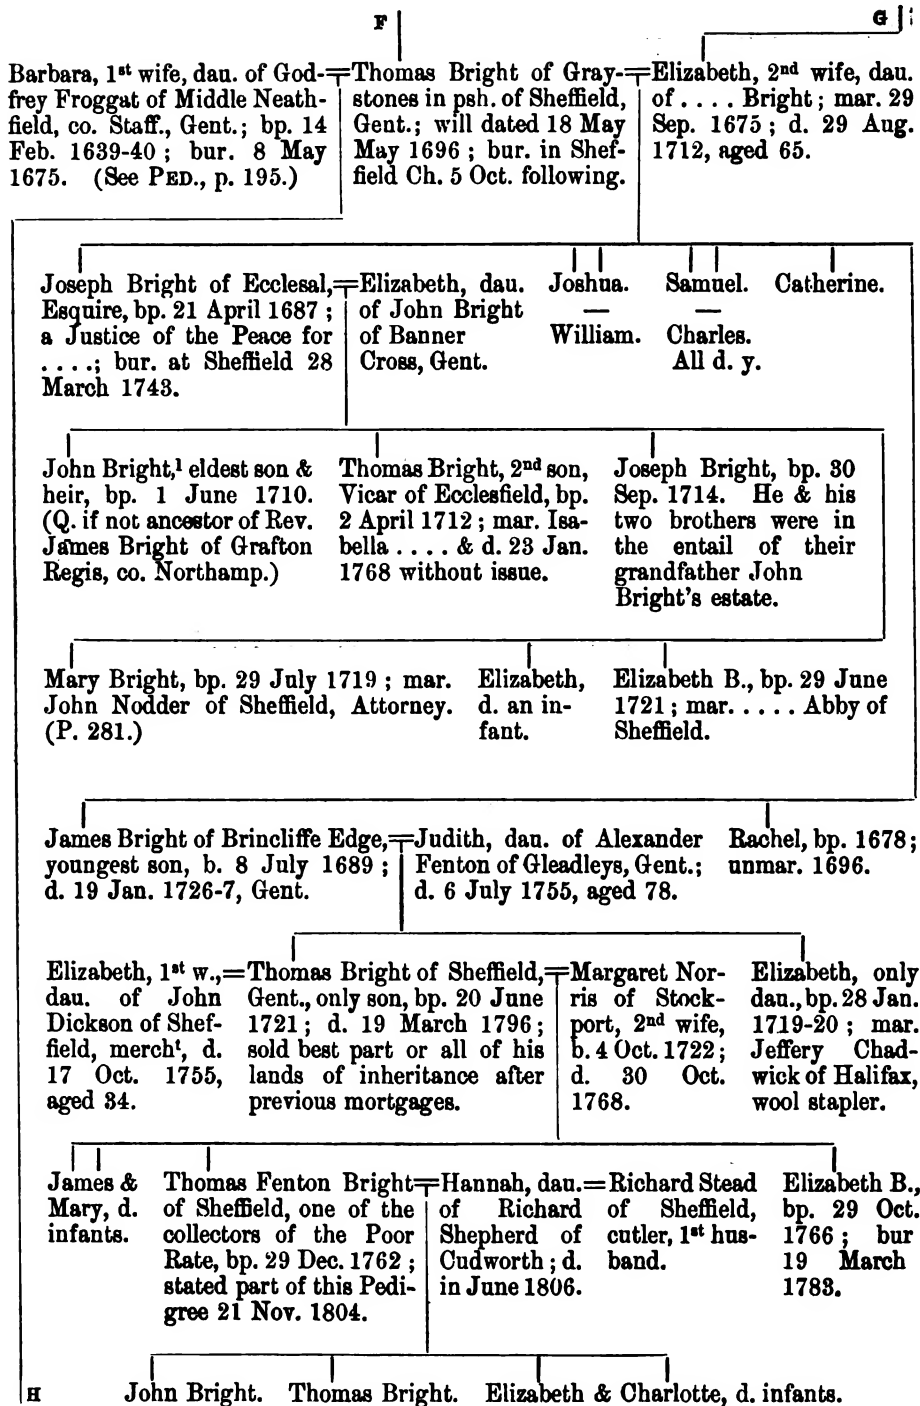 F
G
Barbara, 1st wife, dau. of God-
frey Froggat of Middle Neath-
field, co. Staff., Gent.; bp. 14
Feb. 1639-40 ; bur. 8 May
1675. (See PED., p. 195.)
Thomas Bright of Gray-
stones in psh. of Sheffield,
Gent.; will dated 18 May
May 1696 ; bur. in Shef-
field Ch. 5 Oct. following.
Elizabeth, 2nd wife, dau.
of . . . . Bright ; mar. 29
Sep. 1675 ; d. 29 Aug.
1712, aged 65.
Joseph Bright of Ecclesal,
Esquire, bp. 21 April 1687 ;
a Justice of the Peace for
. . . .; bur. at Sheffield 28
March 1743.
Elizabeth, dau.
of John Bright
of Banner
Cross, Gent.
Joshua.
—
William.
Samuel.
—
Charles.
All d. y.
Catherine.
John Bright,1 eldest son &
heir, bp. 1 June 1710.
(Q. if not ancestor of Rev.
James Bright of Grafton
Regis, co. Northamp.)
Thomas Bright, 2nd son,
Vicar of Ecclesfield, bp.
2 April 1712 ; mar. Isa-
bella . . . . & d. 23 Jan.
1768 without issue.
Joseph Bright, bp. 30
Sep. 1714. He & his
two brothers were in
the entail of their
grandfather John
Bright's estate.
Mary Bright, bp. 29 July 1719 ; mar.
John Nodder of Sheffield, Attorney.
(P. 281.)
Elizabeth,
d. an in-
fant.
Elizabeth B., bp. 29 June
1721 ; mar. . . . . Abby of
Sheffield.
James Bright of Brincliffe Edge,
youngest son, b. 8 July 1689 ;
d. 19 Jan. 1726-7, Gent.
Judith, dau. of Alexander
Fenton of Gleadleys, Gent.;
d. 6 July 1755, aged 78.
Rachel, bp. 1678 ;
unmar. 1696.
Elizabeth, 1st w.,=
dau. of John
Dickson of Shef-
field, mercht, d.
17 Oct. 1755,
aged 34.
Thomas Bright of Sheffield,
Gent., only son, bp. 20 June
1721 ; d. 19 March 1796 ;
sold best part or all of his
lands of inheritance after
previous mortgages.
Margaret Nor-
ris of Stock-
port, 2nd wife,
b. 4 Oct. 1722 ;
d. 30 Oct.
1768.
Elizabeth, only
dau., bp. 28 Jan.
1719-20 ; mar.
Jeffery Chad-
wick of Halifax,
wool stapler.
James &
Mary, d.
infants.
Thomas Fenton Bright
of Sheffield, one of the
collectors of the Poor
Rate, bp. 29 Dec. 1762 ;
stated part of this Pedi-
gree 21 Nov. 1804.
Hannah, dau.=
of Richard
Shepherd of
Cudworth ; d.
in June 1806.
Richard Stead
of Sheffield,
cutler, 1st hus-
band.
Elizabeth B.,
bp. 29 Oct.
1766 ; bur
19 March
1783.
H
John Bright. Thomas Bright. Elizabeth & Charlotte, d. infants.